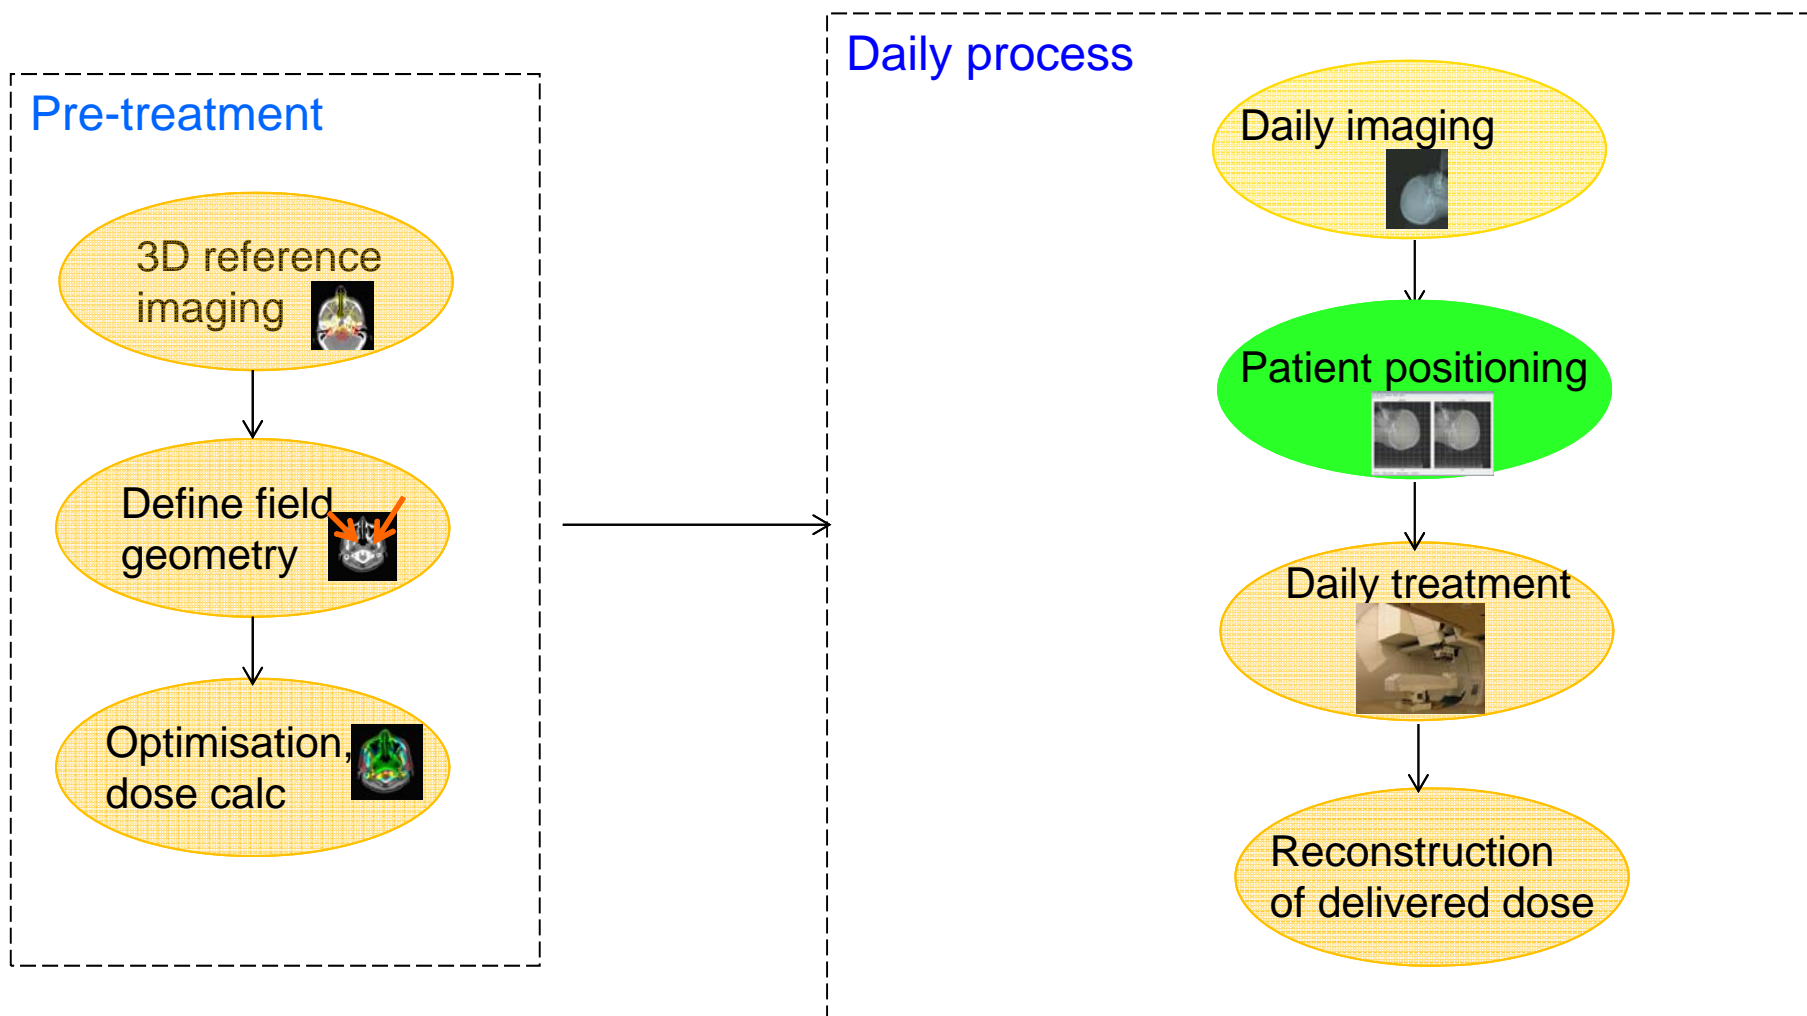 Pre-treatment
3D reference
imaging
Define field
geometry
Optimisation,
dose calc
Daily process
Daily imaging
Patient positioning
Daily treatment
Reconstruction
of delivered dose